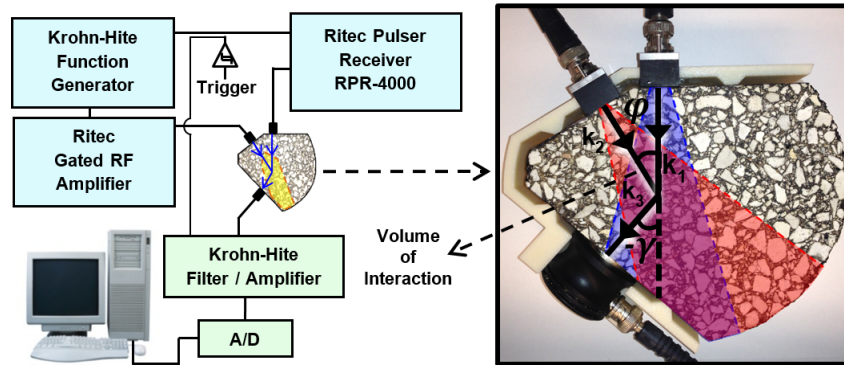 Krohn-Hite
Function
Generator
Trigger
Ritec Pulser
Receiver
RPR-4000
Ritec
Gated RF
Amplifier
Krohn-Hite
Filter / Amplifier
A/D
Volume
of
Interaction
φ
k2
k1
k3
-γ